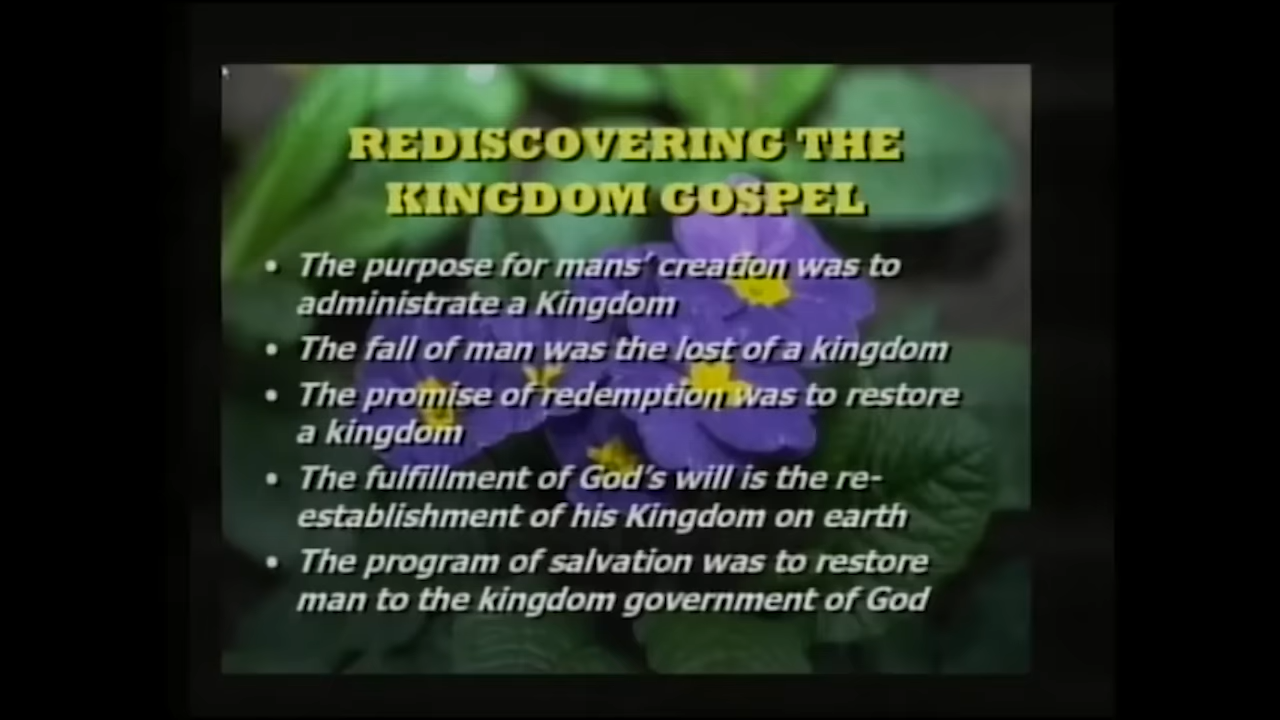 REDISCOVERING THE
KINGDOM GOSPEL
• The purpose for mans' creation was to
administrate a Kingdom
• The fall of man was the lost of a kingdom
• The promise of redemption was to restore
a kingdom
• The fulfillment of God's will is the re-
establishment of his Kingdom on earth
• The program of salvation was to restore
man to the kingdom government of God